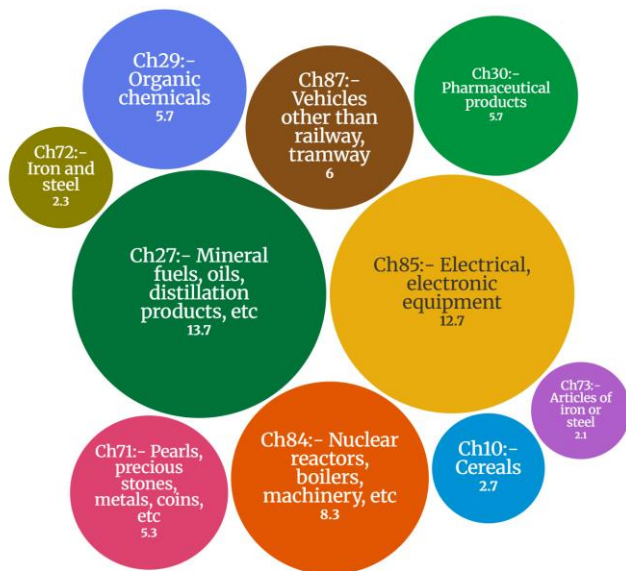 Ch29:-
Organic
chemicals
5.7
Ch87:-
Vehicles
other than
railway,
tramway
6
Ch30:-
Pharmaceutical
products
5.7
Ch72:-
Iron and
steel
2.3
Ch27:- Mineral
fuels, oils,
distillation
products, etc
13.7
Ch85:- Electrical,
electronic
equipment
12.7
Ch73:-
Articles of
iron or
steel
2.1
Ch71:- Pearls,
precious
stones,
metals, coins,
etc
5.3
Ch84:- Nuclear
reactors,
boilers,
machinery, etc
8.3
Ch10:-
Cereals
2.7